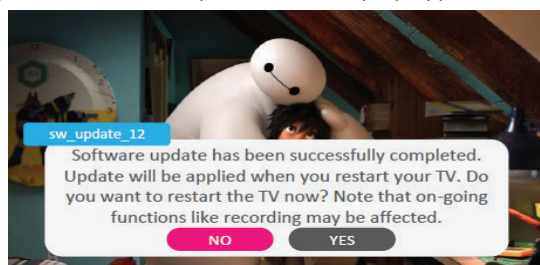 sw_update_12
Software update has been successfully completed.
Update will be applied when you restart your TV. Do
you want to restart the TV now? Note that on-going
functions like recording may be affected.
NO
YES